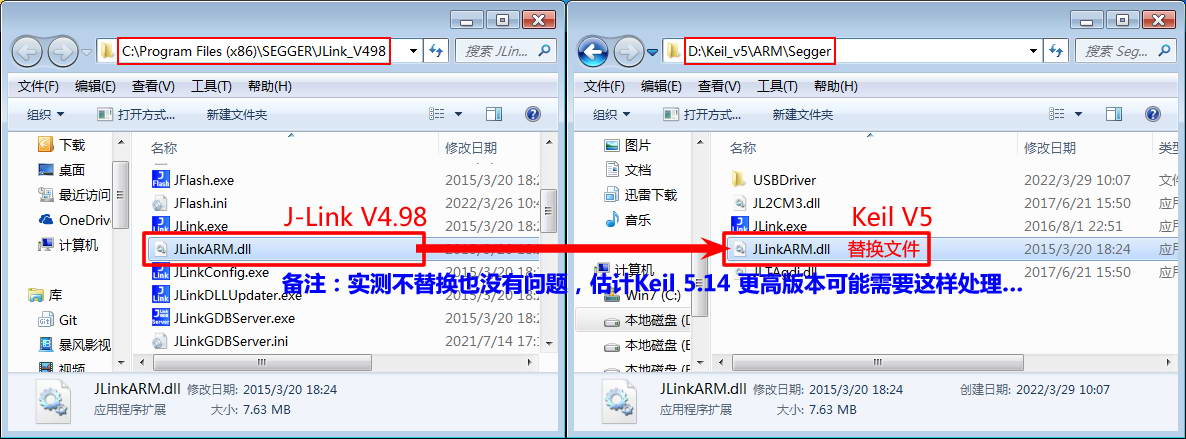 C:\Program Files (x86)\SEGGER\JLink_V498
搜索 JLin...
文件(F) 编辑(E) 查看(V) 工具(T) 帮助(H)
组织 打开方式... 新建文件夹
下载
桌面
最近访问
OneDriv
计算机
库
Git
暴风影视
视频
名称 修改日期
JFlash.exe 2015/3/20 18:2
JFlash.ini 2022/3/26 10:4
JLink.exe 2015/3/20 18:2
J-Link V4.98
JLinkARM.dll 2015/3/20 18:2
JLinkConfig.exe 2015/3/20 18:2
JLinkDLLUpdater.exe 2015/3/20 18:2
JLinkGDBServer.exe 2015/3/20 18:2
JLinkGDBServer.ini 2021/7/14 17:1
JLinkARM.dll 修改日期: 2015/3/20 18:24
应用程序扩展 大小: 7.63 MB
D:\Keil_v5\ARM\Segger
搜索 Seg...
文件(F) 编辑(E) 查看(V) 工具(T) 帮助(H)
组织 打开方式... 新建文件夹
图片
文档
迅雷下载
音乐
计算机
Win7 (C:)
本地磁盘 (D
本地磁盘 (E
本地磁盘 (F
名称 修改日期 类型
USBDriver 2022/3/29 10:07 文件
JL2CM3.dll 2017/6/21 15:20 应用
JLink.exe 2016/8/1 22:51 应用
Keil V5
JLinkARM.dll 替换文件 2015/3/20 18:24 应用
JLTAgdi.dll 2017/6/21 15:20 应用
备注：实测不替换也没有问题，估计Keil 5.14 更高版本可能需要这样处理...
JLinkARM.dll 修改日期: 2015/3/20 18:24 创建日期: 2022/3/29 10:07
应用程序扩展 大小: 7.63 MB